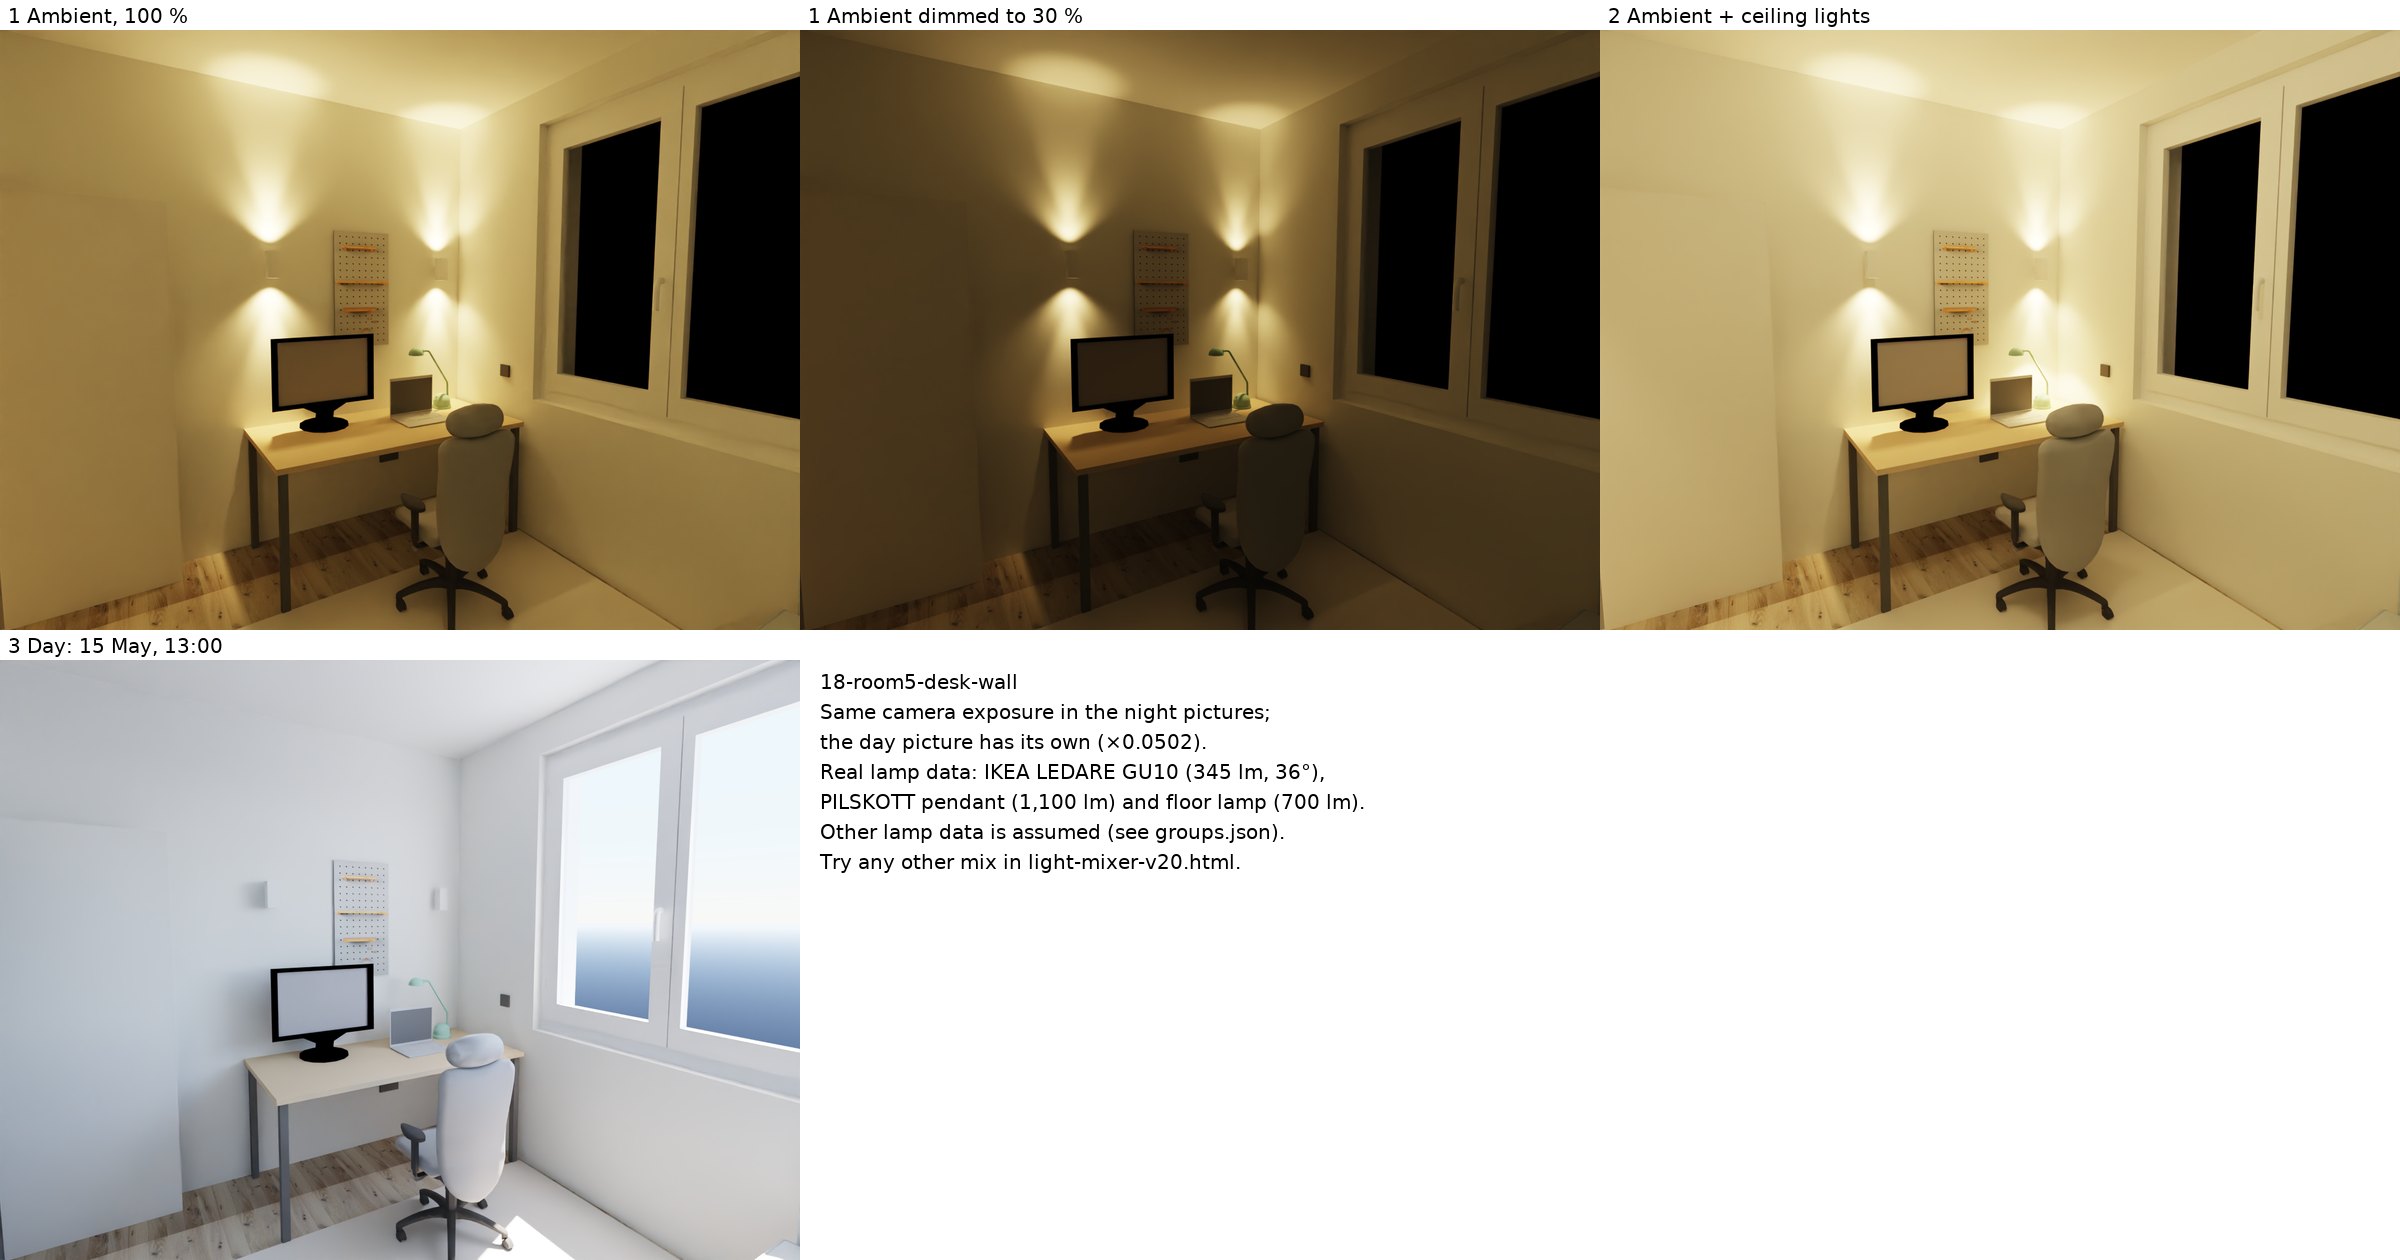 1 Ambient, 100 %
1 Ambient dimmed to 30 %
2 Ambient + ceiling lights
3 Day: 15 May, 13:00
18-room5-desk-wall
Same camera exposure in the night pictures;
the day picture has its own (×0.0502).
Real lamp data: IKEA LEDARE GU10 (345 lm, 36°),
PILSKOTT pendant (1,100 lm) and floor lamp (700 lm).
Other lamp data is assumed (see groups.json).
Try any other mix in light-mixer-v20.html.